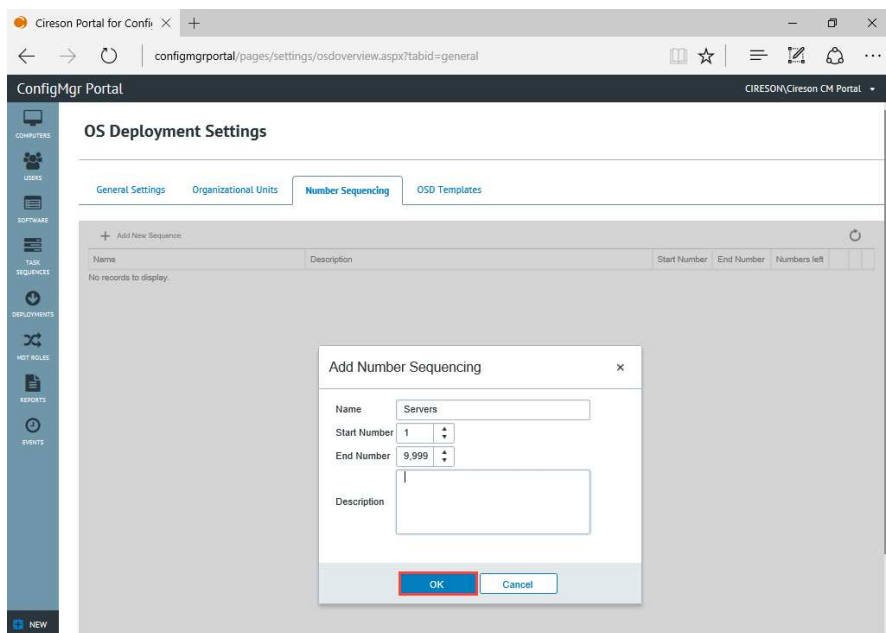 Cireson Portal for Confi
configmgrportal/pages/settings/osdoverview.aspx?tabid=general
ConfigMgr Portal
CIRESON\Cireson CM Portal
COMPUTERS
USERS
SOFTWARE
TASK
SEQUENCES
DEPLOYMENTS
MDT ROLES
REPORTS
EVENTS
NEW
OS Deployment Settings
General Settings Organizational Units Number Sequencing OSD Templates
+ Add New Sequence
Name Description Start Number End Number Numbers left
No records to display.
Add Number Sequencing
Name Servers
Start Number 1
End Number 9,999
Description
OK Cancel